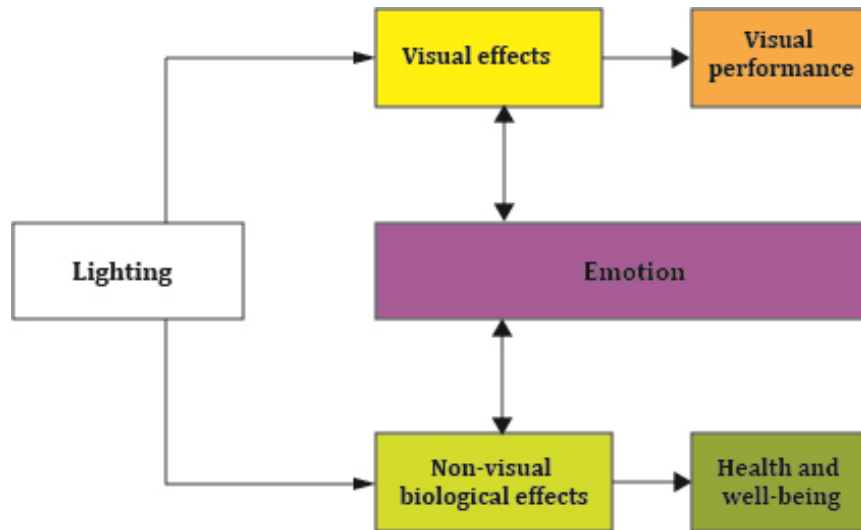 Visual effects
Visual
performance
Lighting
Emotion
Non-visual
biological effects
Health and
well-being